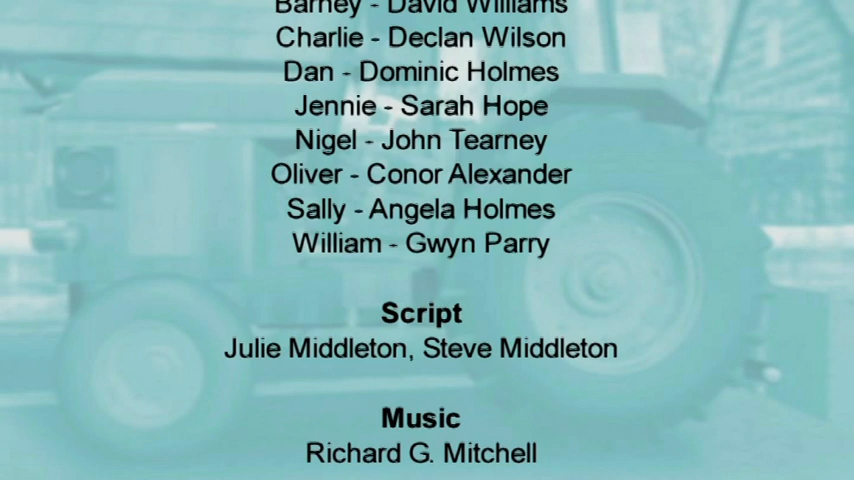 Barney - David Williams
Charlie - Declan Wilson
Dan - Dominic Holmes
Jennie - Sarah Hope
Nigel - John Tearney
Oliver - Conor Alexander
Sally - Angela Holmes
William - Gwyn Parry
Script
Julie Middleton, Steve Middleton
Music
Richard G. Mitchell